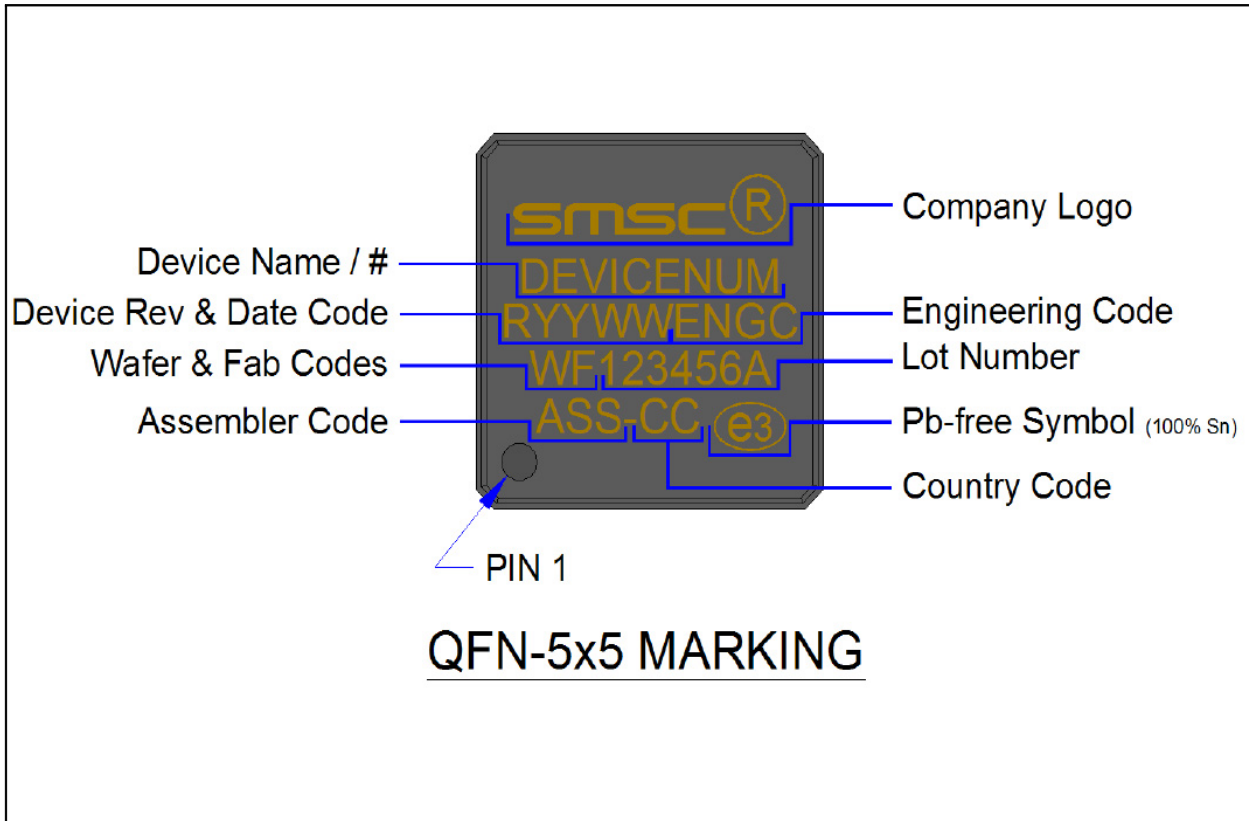 smsc®
Company Logo
Device Name / #
DEVICENUM
Device Rev & Date Code
RYYWWENGC
Engineering Code
Wafer & Fab Codes
WF123456A
Lot Number
Assembler Code
ASS-CC e3
Pb-free Symbol (100% Sn)
Country Code
PIN 1
QFN-5x5 MARKING